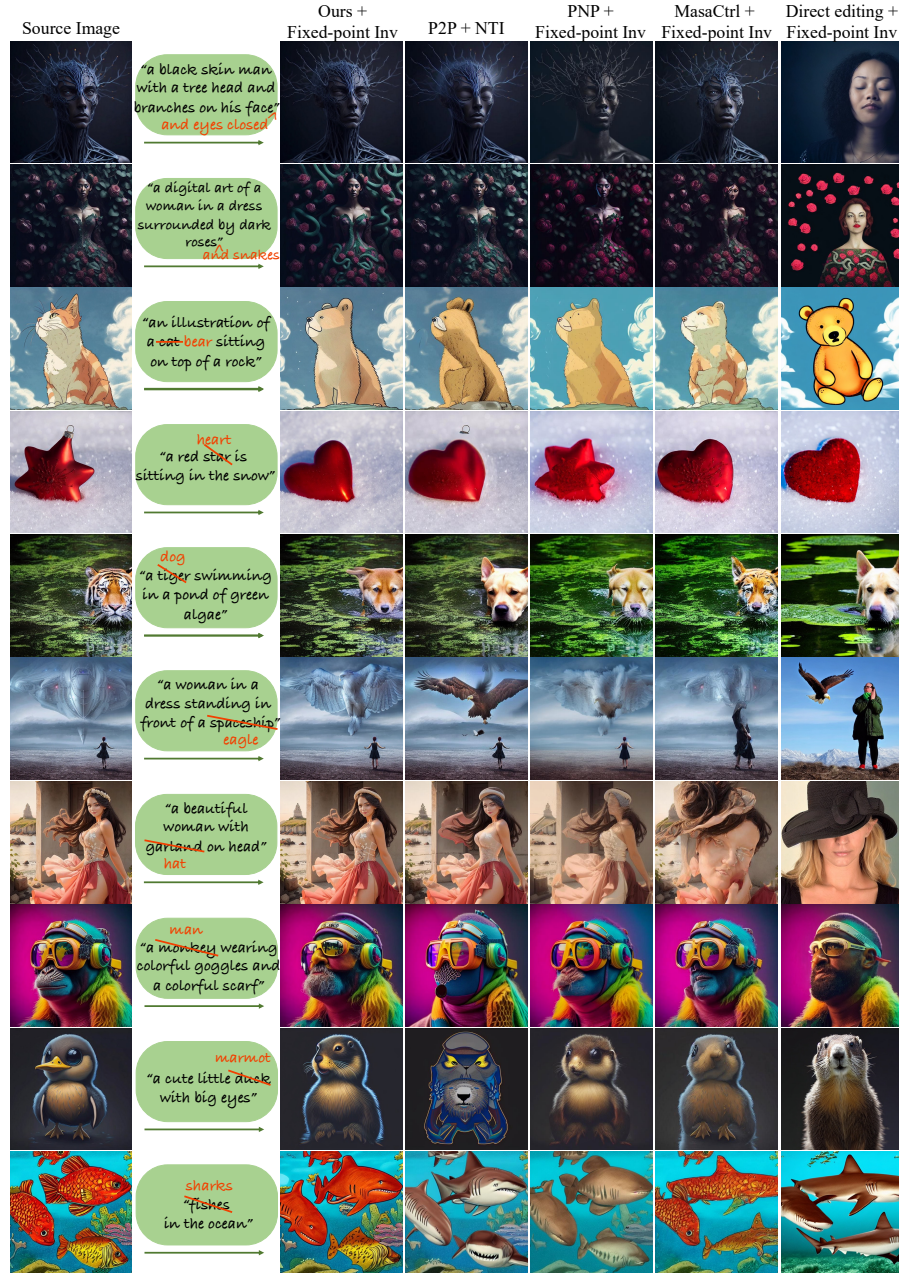 Source Image
Ours +
Fixed-point Inv
P2P + NTI
PNP +
Fixed-point Inv
MasaCtrl +
Fixed-point Inv
Direct editing +
Fixed-point Inv
“a black skin man
with a tree head and
branches on his face”
and eyes closed
“a digital art of a
woman in a dress
surrounded by dark
roses”
and snakes
“an illustration of
a cat bear sitting
on top of a rock”
heart
“a red star is
sitting in the snow”
dog
“a tiger swimming
in a pond of green
algae”
“a woman in a
dress standing in
front of a spaceship”
eagle
“a beautiful
woman with
garland on head”
hat
man
“a monkey wearing
colorful goggles and
a colorful scarf”
marmot
“a cute little duck
with big eyes”
sharks
“fishes
in the ocean”